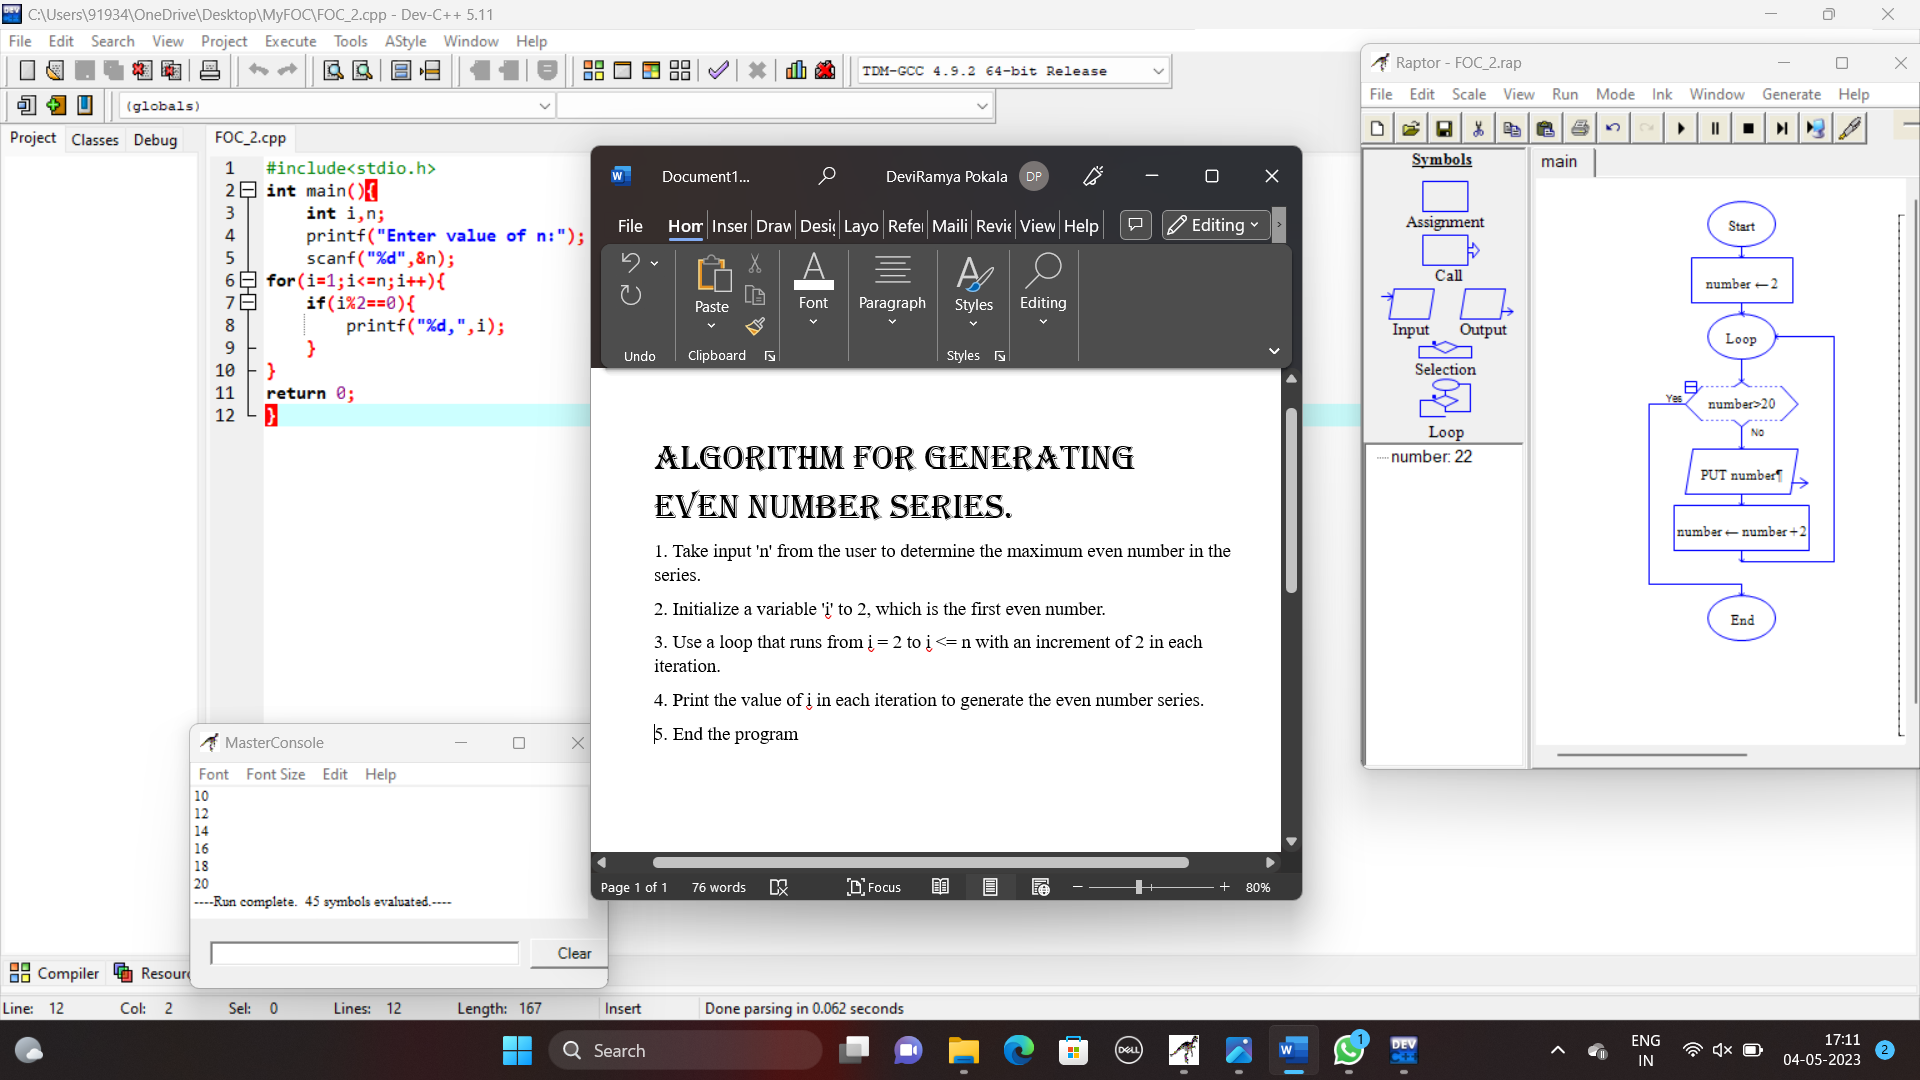 C:\Users\91934\OneDrive\Desktop\MyFOC\FOC_2.cpp - Dev-C++ 5.11
File Edit Search View Project Execute Tools AStyle Window Help
TDM-GCC 4.9.2 64-bit Release
(globals)
Project Classes Debug
FOC_2.cpp
1 #include<stdio.h>
2 int main(){
3 int i,n;
4 printf("Enter value of n:");
5 scanf("%d",&n);
6 for(i=1;i<=n;i++){
7 if(i%2==0){
8 printf("%d,",i);
9 }
10 }
11 return 0;
12 }
Document1...
DeviRamya Pokala DP
File Hom Inser Draw Desig Layo Refer Maili Revie View Help
Editing
Paste
Font
Paragraph
Styles
Editing
Undo
Clipboard
Styles
ALGORITHM FOR GENERATING
EVEN NUMBER SERIES.
1. Take input 'n' from the user to determine the maximum even number in the
series.
2. Initialize a variable 'i' to 2, which is the first even number.
3. Use a loop that runs from i = 2 to i <= n with an increment of 2 in each
iteration.
4. Print the value of i in each iteration to generate the even number series.
5. End the program
Page 1 of 1 76 words Focus 80%
Raptor - FOC_2.rap
File Edit Scale View Run Mode Ink Window Generate Help
Symbols
Assignment
Call
Input Output
Selection
Loop
number: 22
main
Start
number ← 2
Loop
Yes
number>20
No
PUT number¶
number ← number+2
End
MasterConsole
Font Font Size Edit Help
10
12
14
16
18
20
----Run complete.  45 symbols evaluated.----
Clear
Compiler Resour
Line: 12 Col: 2 Sel: 0 Lines: 12 Length: 167 Insert Done parsing in 0.062 seconds
Search
DELL
W
1
DEV
C++
ENG
IN
17:11
04-05-2023
2